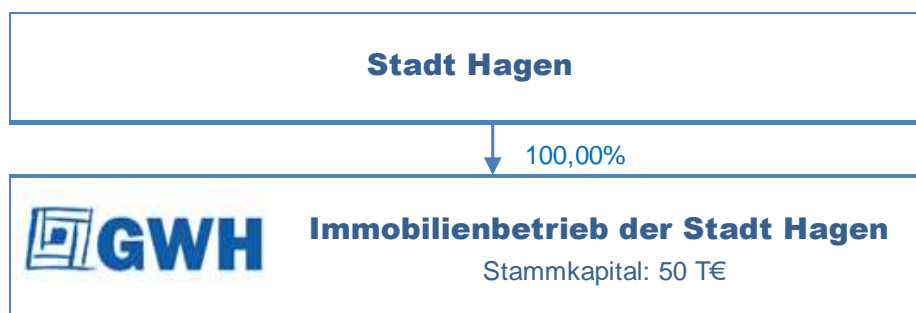 Stadt Hagen
100,00%
GWH
Immobilienbetrieb der Stadt Hagen
Stammkapital: 50 T€